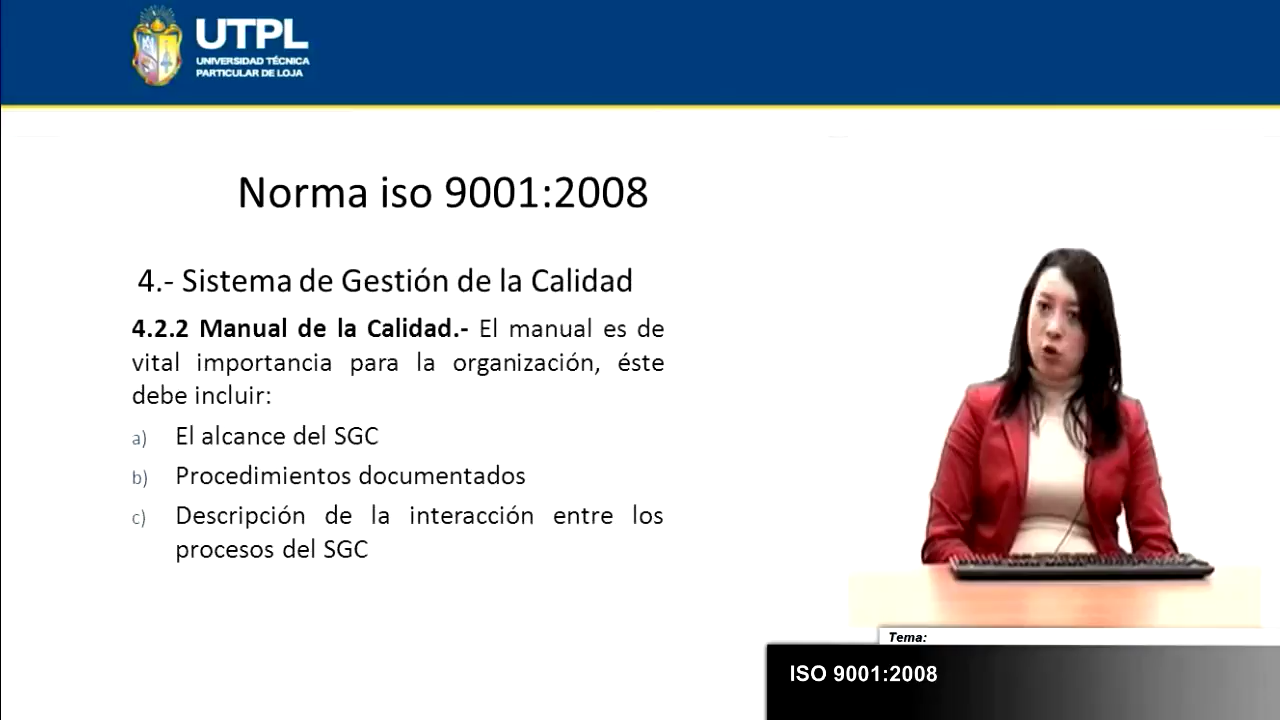 UTPL
UNIVERSIDAD TÉCNICA
PARTICULAR DE LOJA
Norma iso 9001:2008
4.- Sistema de Gestión de la Calidad
4.2.2 Manual de la Calidad.- El manual es de
vital importancia para la organización, éste
debe incluir:
a) El alcance del SGC
b) Procedimientos documentados
c) Descripción de la interacción entre los
procesos del SGC
Tema:
ISO 9001:2008